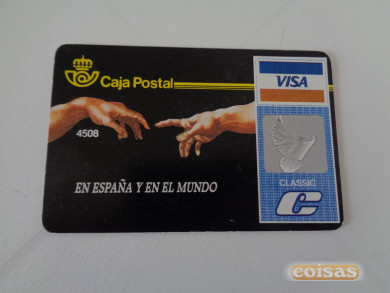 Caja Postal
VISA
4508
CLASSIC
EN ESPAÑA Y EN EL MUNDO
coisas